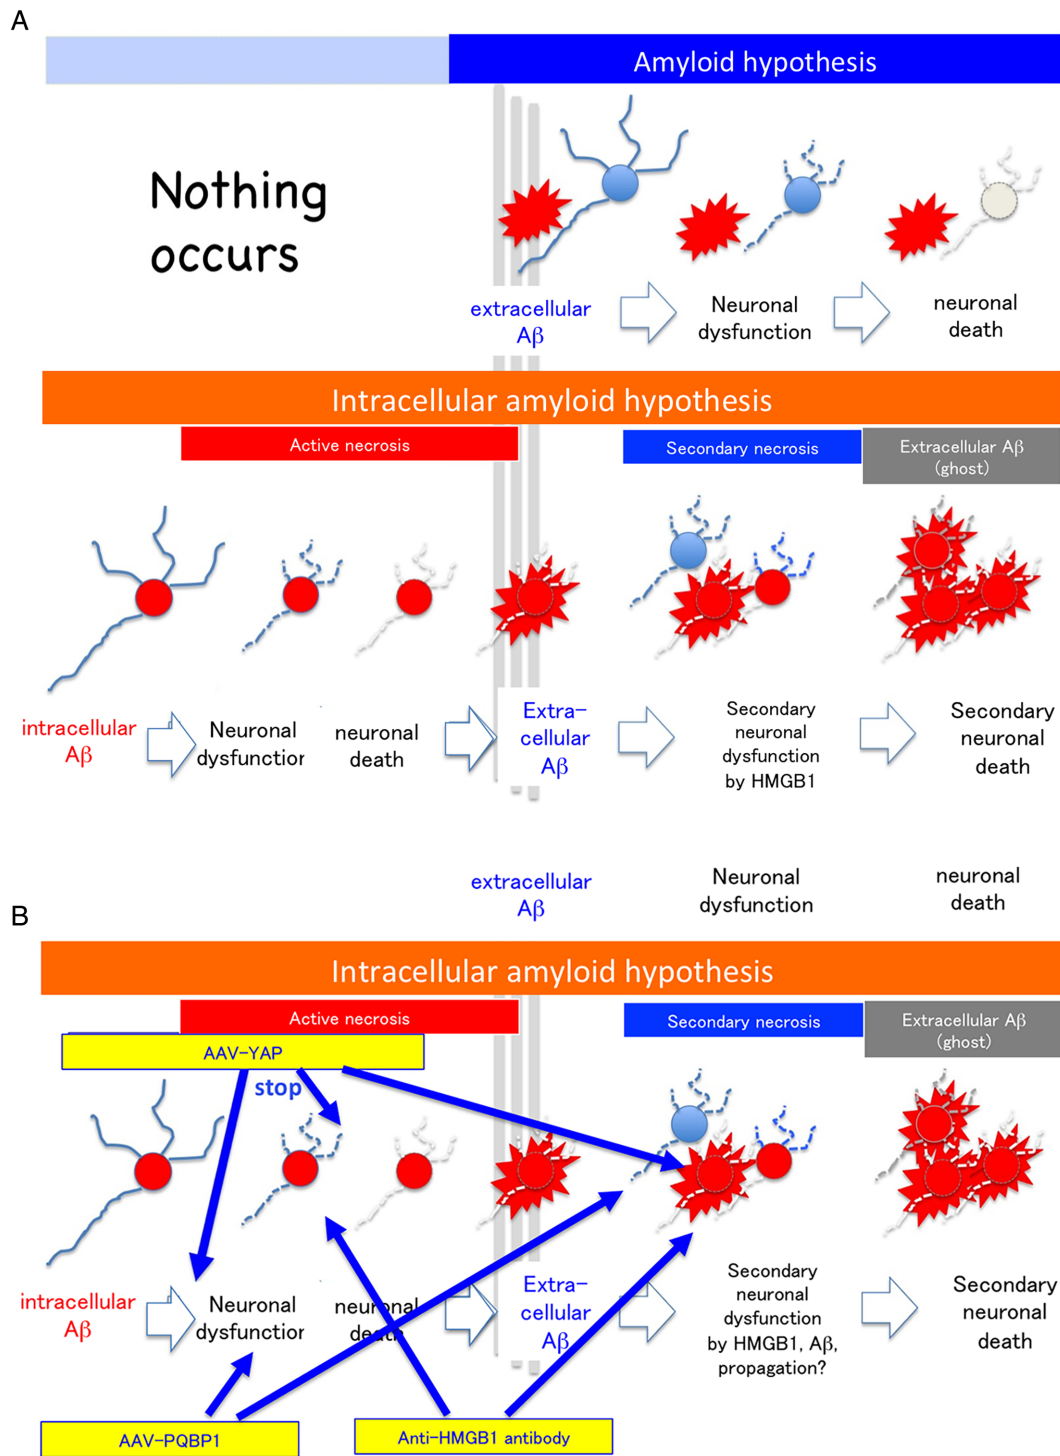 A
Amyloid hypothesis
Nothing
occurs
extracellular
Aβ
Neuronal
dysfunction
neuronal
death
Intracellular amyloid hypothesis
Active necrosis
Secondary necrosis
Extracellular Aβ
(ghost)
intracellular
Aβ
Neuronal
dysfunction
neuronal
death
Extra-
cellular
Aβ
Secondary
neuronal
dysfunction
by HMGB1
Secondary
neuronal
death
extracellular
Aβ
Neuronal
dysfunction
neuronal
death
B
Intracellular amyloid hypothesis
Active necrosis
Secondary necrosis
Extracellular Aβ
(ghost)
AAV-YAP
stop
intracellular
Aβ
Neuronal
dysfunction
neuronal
death
Extra-
cellular
Aβ
Secondary
neuronal
dysfunction
by HMGB1, Aβ,
propagation?
Secondary
neuronal
death
AAV-PQBP1
Anti-HMGB1 antibody